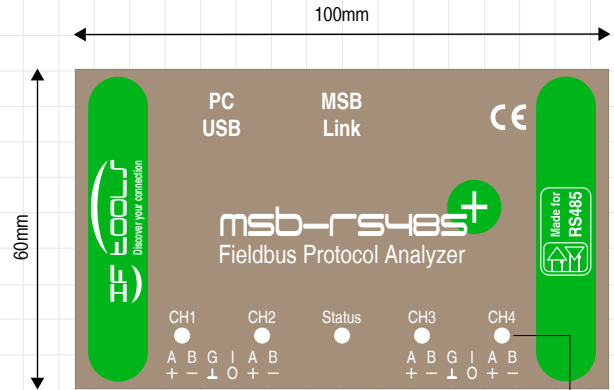 100mm
60mm
PC
USB
MSB
Link
CE
IF TOOLS
Discover your connection
msb-rs485+
Fieldbus Protocol Analyzer
Made for
RS485
CH1 CH2 Status CH3 CH4
A B G I A B A B G I A B
+ − ⊥ O + − + − ⊥ O + −